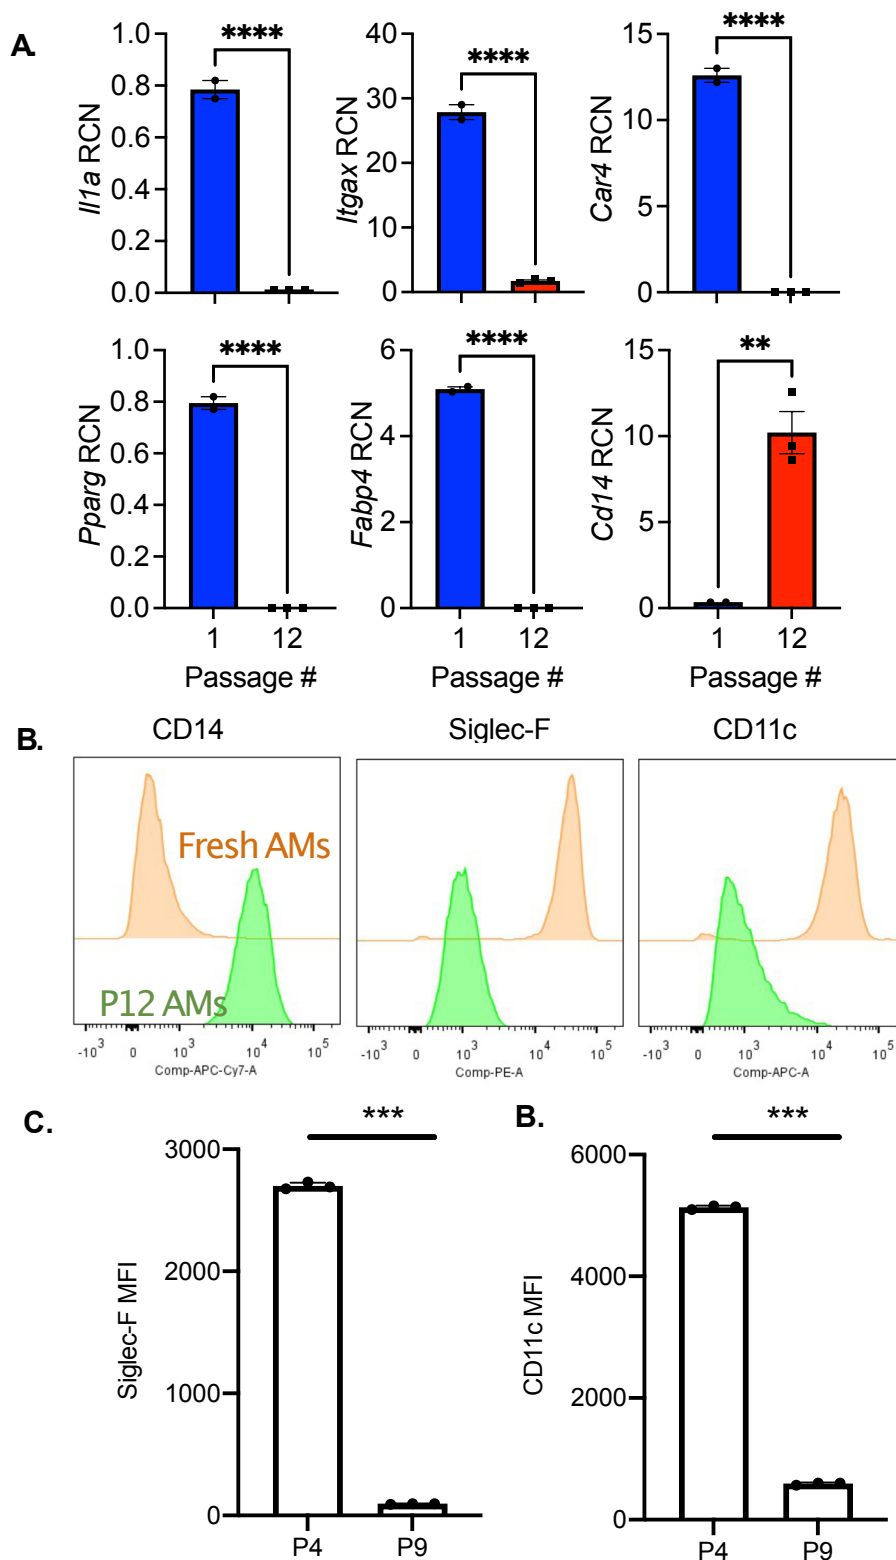 A.
1.0
0.8
0.6
0.4
0.2
0.0
Il1a RCN
****
40
30
20
10
0
Itgax RCN
****
15
10
5
0
Car4 RCN
****
1.0
0.8
0.6
0.4
0.2
0.0
Pparg RCN
****
1 12
Passage #
6
4
2
0
Fabp4 RCN
****
1 12
Passage #
15
10
5
0
Cd14 RCN
**
1 12
Passage #
B.
CD14
Siglec-F
CD11c
Fresh AMs
P12 AMs
-10³ 0 10³ 10⁴ 10⁵
Comp-APC-Cy7-A
-10³ 0 10³ 10⁴ 10⁵
Comp-PE-A
-10³ 0 10³ 10⁴ 10⁵
Comp-APC-A
C.
***
3000
2000
1000
0
Siglec-F MFI
P4 P9
B.
***
6000
4000
2000
0
CD11c MFI
P4 P9